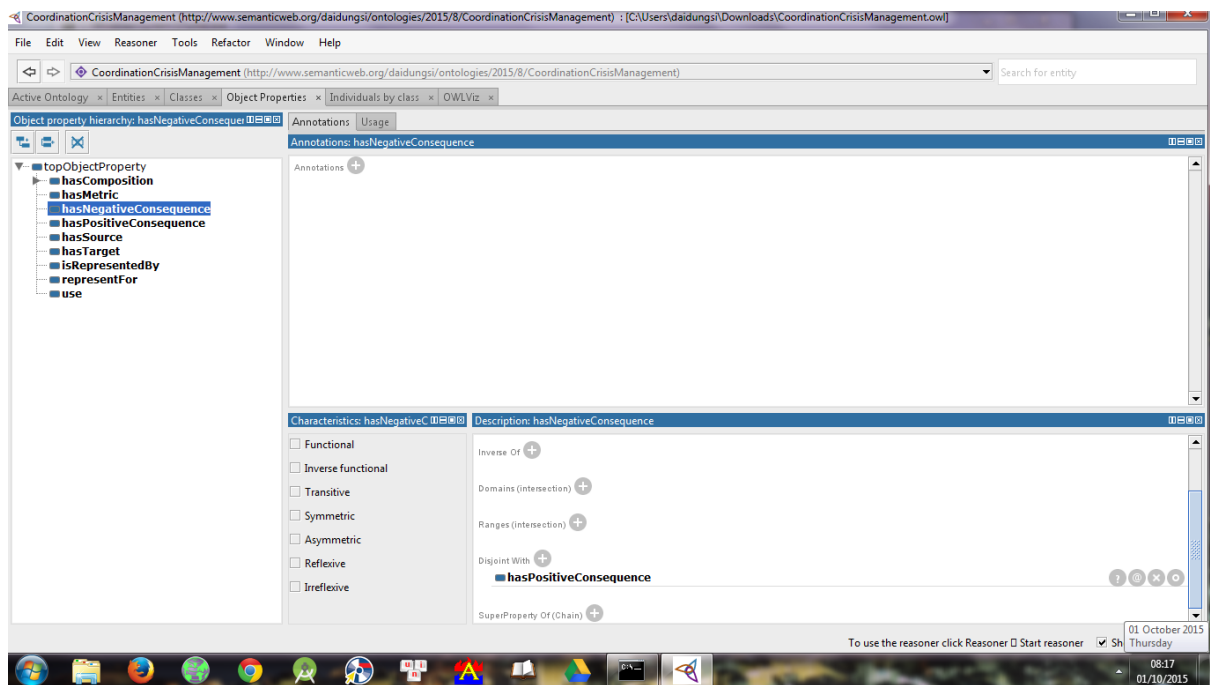 CoordinationCrisisManagement (http://www.semanticweb.org/daidungsi/ontologies/2015/8/CoordinationCrisisManagement) : [C:\Users\daidungsi\Downloads\CoordinationCrisisManagement.owl]
File Edit View Reasoner Tools Refactor Window Help
CoordinationCrisisManagement (http://www.semanticweb.org/daidungsi/ontologies/2015/8/CoordinationCrisisManagement)
Search for entity
Active Ontology × Entities × Classes × Object Properties × Individuals by class × OWLViz ×
Object property hierarchy: hasNegativeConsequer
Annotations Usage
Annotations: hasNegativeConsequence
Annotations
topObjectProperty
hasComposition
hasMetric
hasNegativeConsequence
hasPositiveConsequence
hasSource
hasTarget
isRepresentedBy
representFor
use
Characteristics: hasNegativeC
Functional
Inverse functional
Transitive
Symmetric
Asymmetric
Reflexive
Irreflexive
Description: hasNegativeConsequence
Inverse Of
Domains (intersection)
Ranges (intersection)
Disjoint With
hasPositiveConsequence
SuperProperty Of (Chain)
To use the reasoner click Reasoner ▯ Start reasoner Sh
01 October 2015
Thursday
C:\_
08:17
01/10/2015